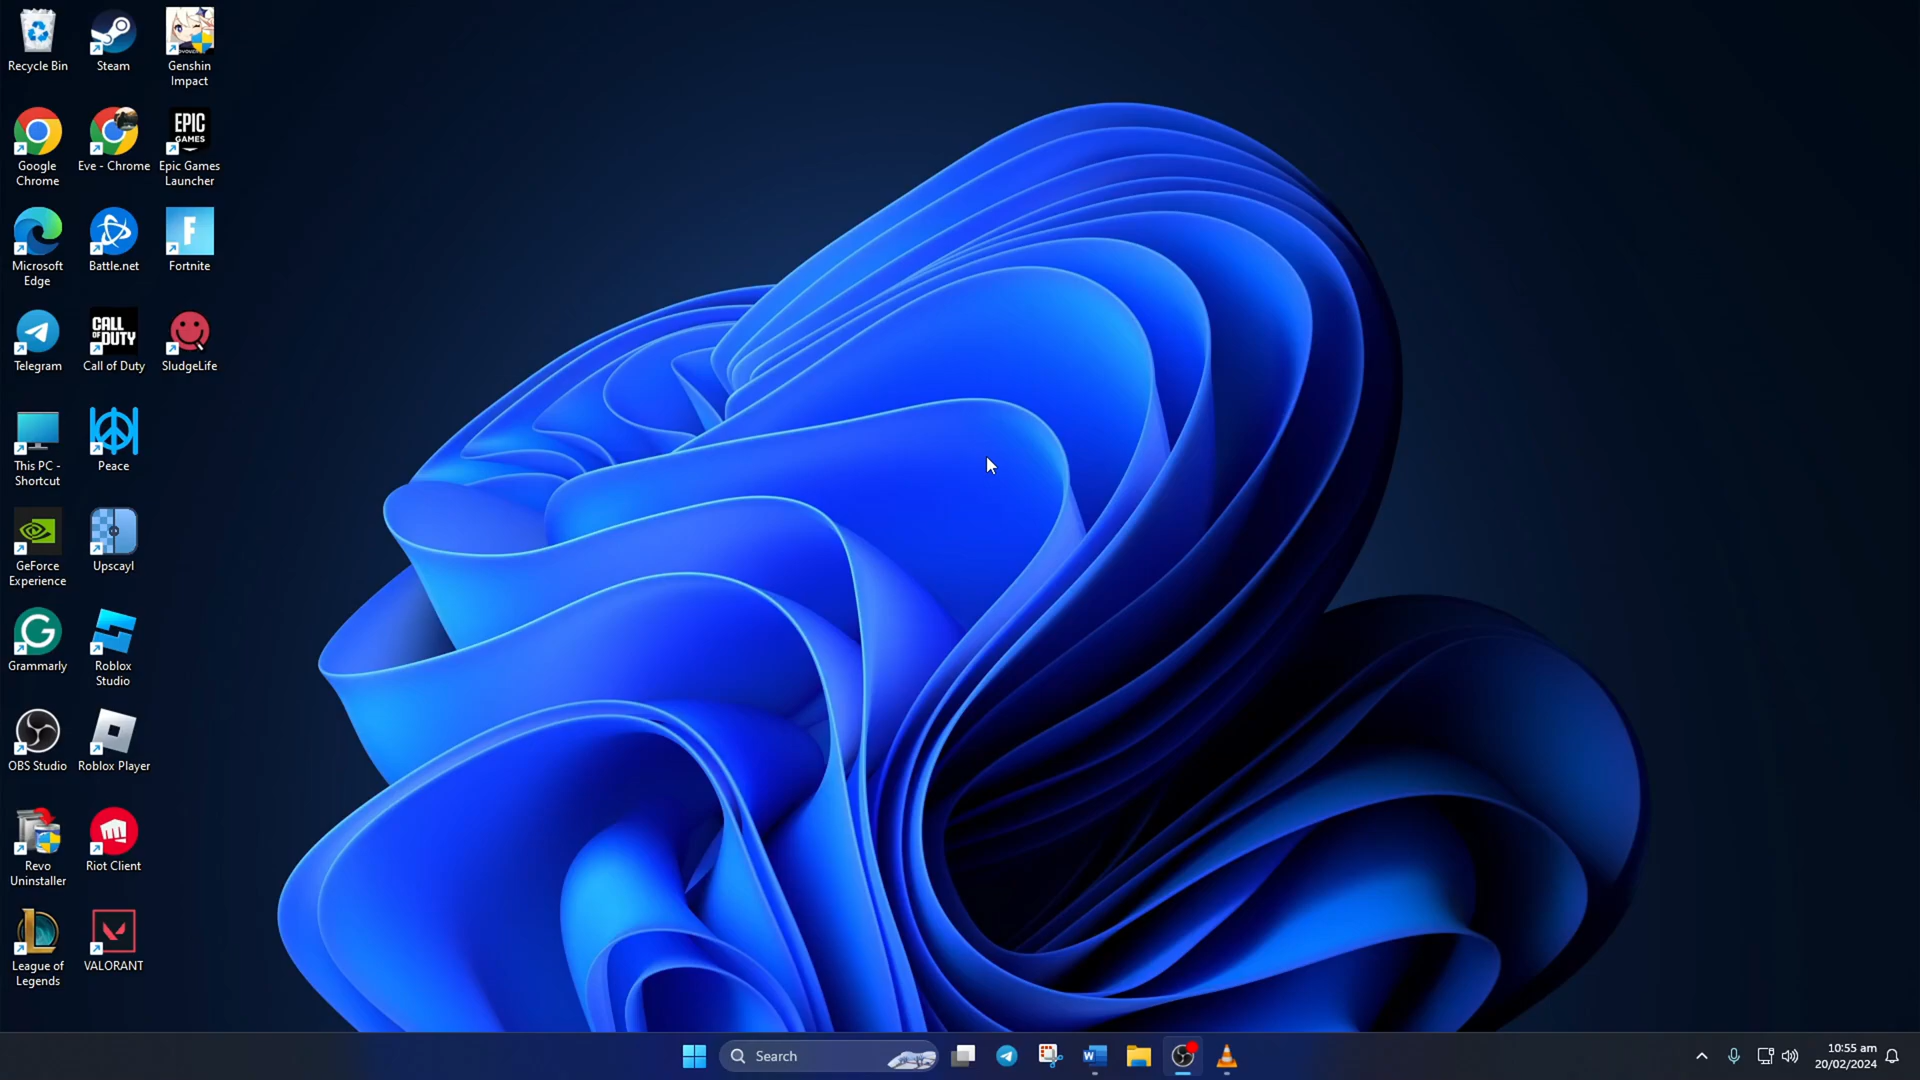 Recycle Bin
Steam
Genshin
Impact
Google
Chrome
Eve - Chrome
EPIC
GAMES
Epic Games
Launcher
Microsoft
Edge
Battle.net
F
Fortnite
Telegram
CALL
OF DUTY
Call of Duty
SludgeLife
This PC -
Shortcut
Peace
GeForce
Experience
Upscayl
G
Grammarly
Roblox
Studio
OBS Studio
Roblox Player
Revo
Uninstaller
Riot Client
L
League of
Legends
VALORANT
Search
W
10:55 am
20/02/2024